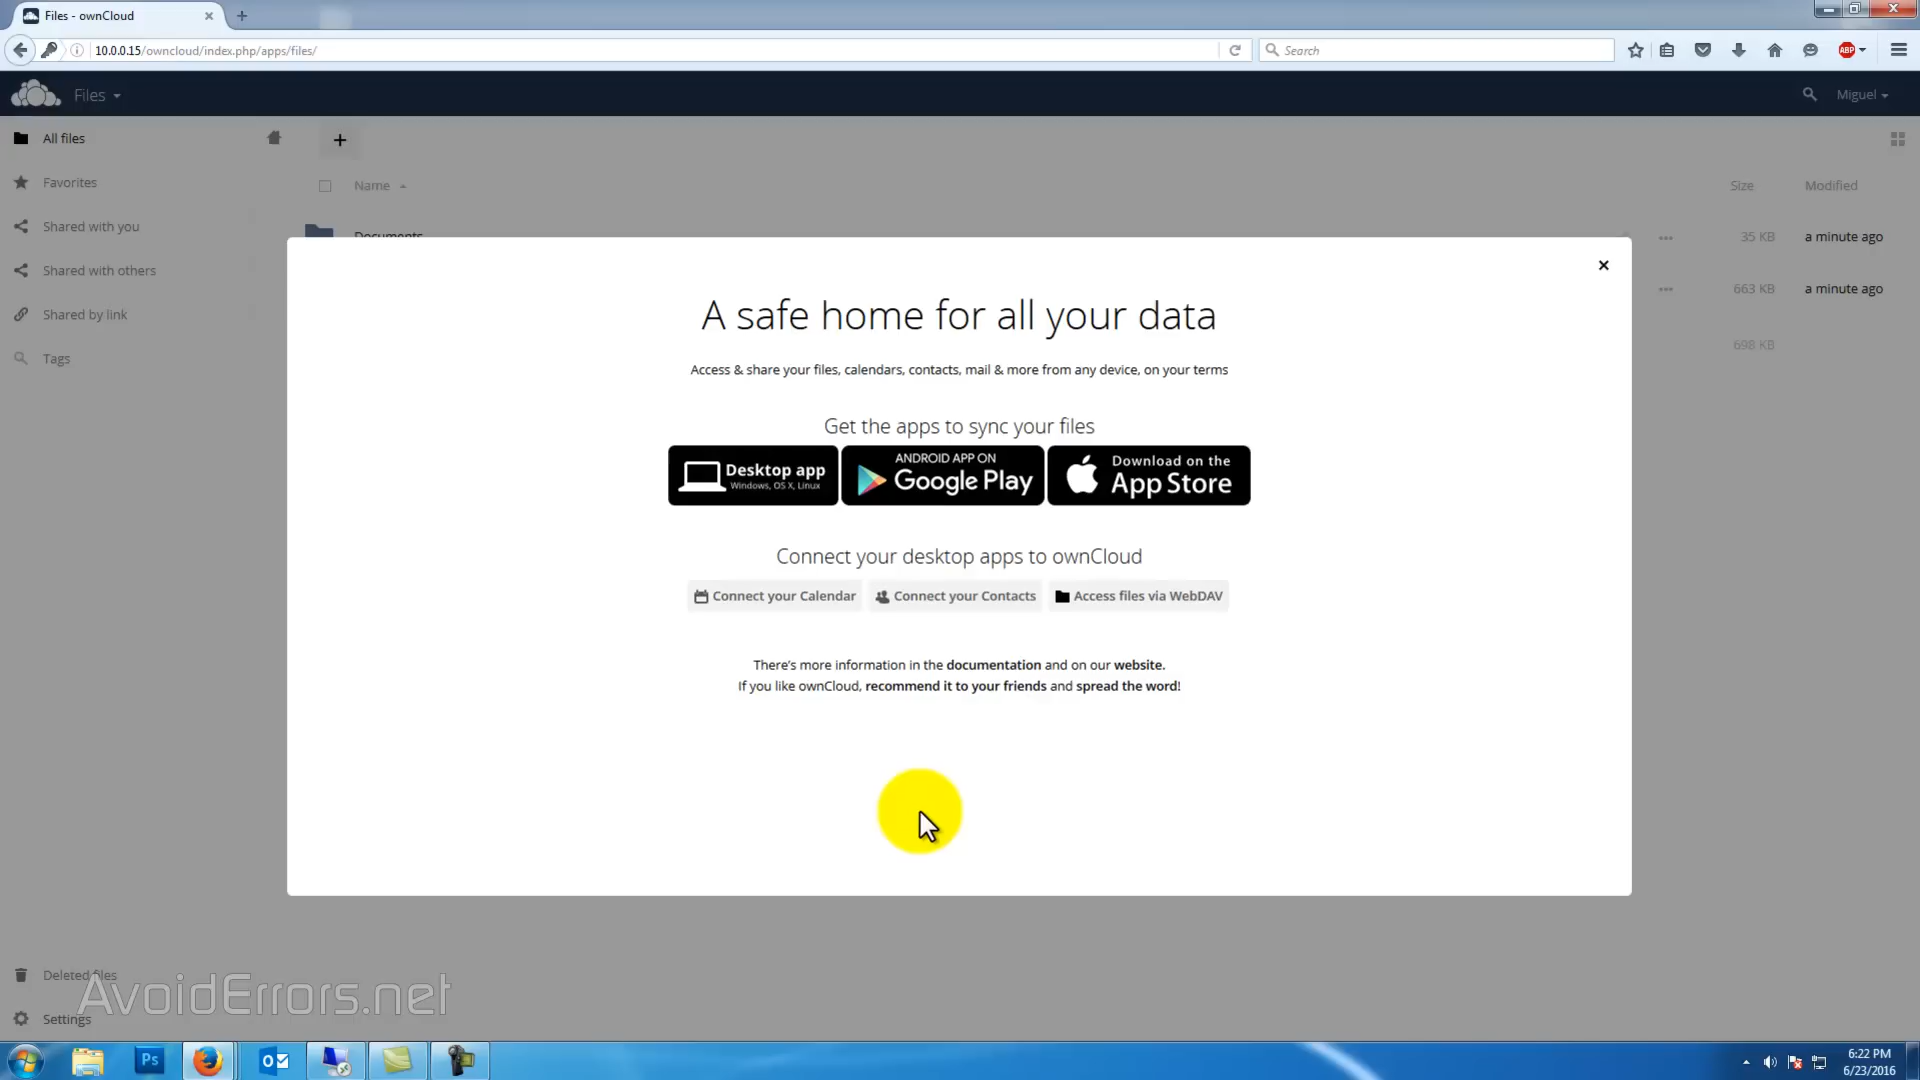 Files - ownCloud
10.0.0.15/owncloud/index.php/apps/files/
Search
ABP
Files
Miguel
All files
Favorites
Shared with you
Shared with others
Shared by link
Tags
Name
Size
Modified
Documents
35 KB
a minute ago
663 KB
a minute ago
698 KB
A safe home for all your data
Access & share your files, calendars, contacts, mail & more from any device, on your terms
Get the apps to sync your files
Desktop app
Windows, OS X, Linux
ANDROID APP ON
Google Play
Download on the
App Store
Connect your desktop apps to ownCloud
Connect your Calendar
Connect your Contacts
Access files via WebDAV
There's more information in the documentation and on our website.
If you like ownCloud, recommend it to your friends and spread the word!
Deleted files
AvoidErrors.net
Settings
Ps
6:22 PM
6/23/2016